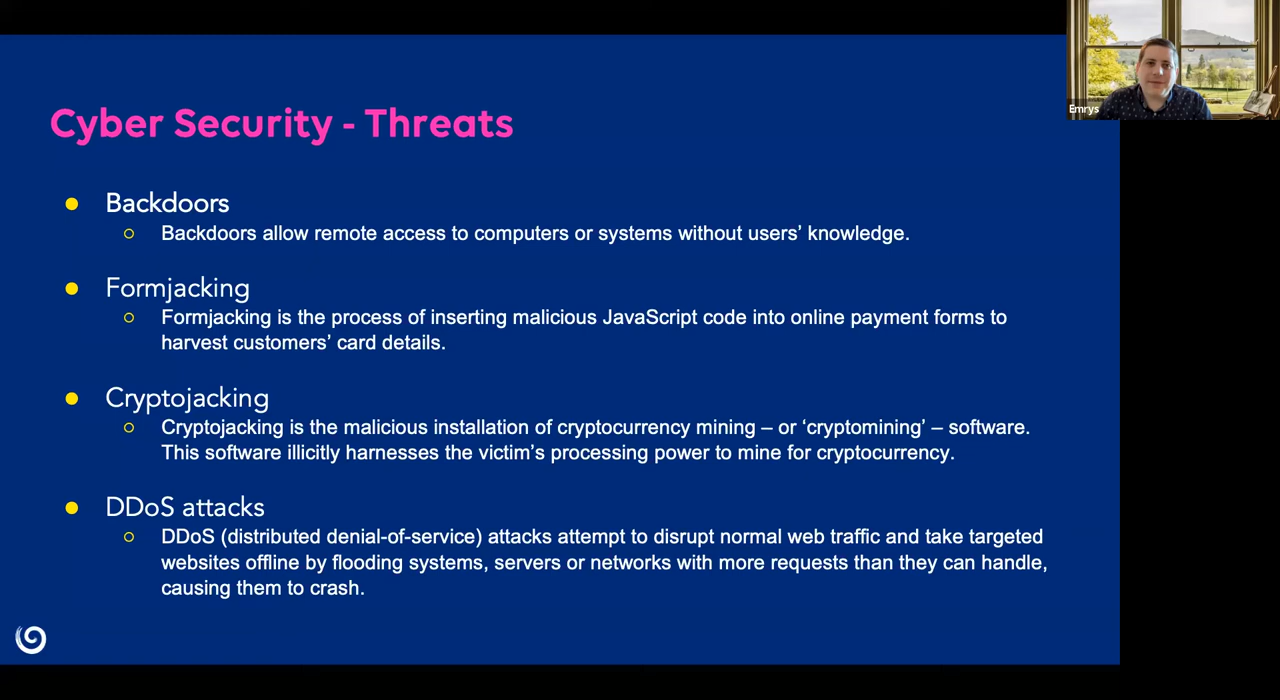 Emrys
Cyber Security - Threats
Backdoors
Backdoors allow remote access to computers or systems without users’ knowledge.
Formjacking
Formjacking is the process of inserting malicious JavaScript code into online payment forms to
harvest customers’ card details.
Cryptojacking
Cryptojacking is the malicious installation of cryptocurrency mining – or ‘cryptomining’ – software.
This software illicitly harnesses the victim’s processing power to mine for cryptocurrency.
DDoS attacks
DDoS (distributed denial-of-service) attacks attempt to disrupt normal web traffic and take targeted
websites offline by flooding systems, servers or networks with more requests than they can handle,
causing them to crash.